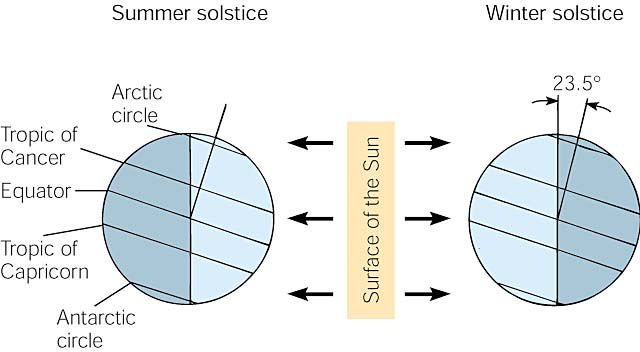 Summer solstice
Winter solstice
23.5°
Arctic
circle
Tropic of
Cancer
Equator
Tropic of
Capricorn
Antarctic
circle
Surface of the Sun